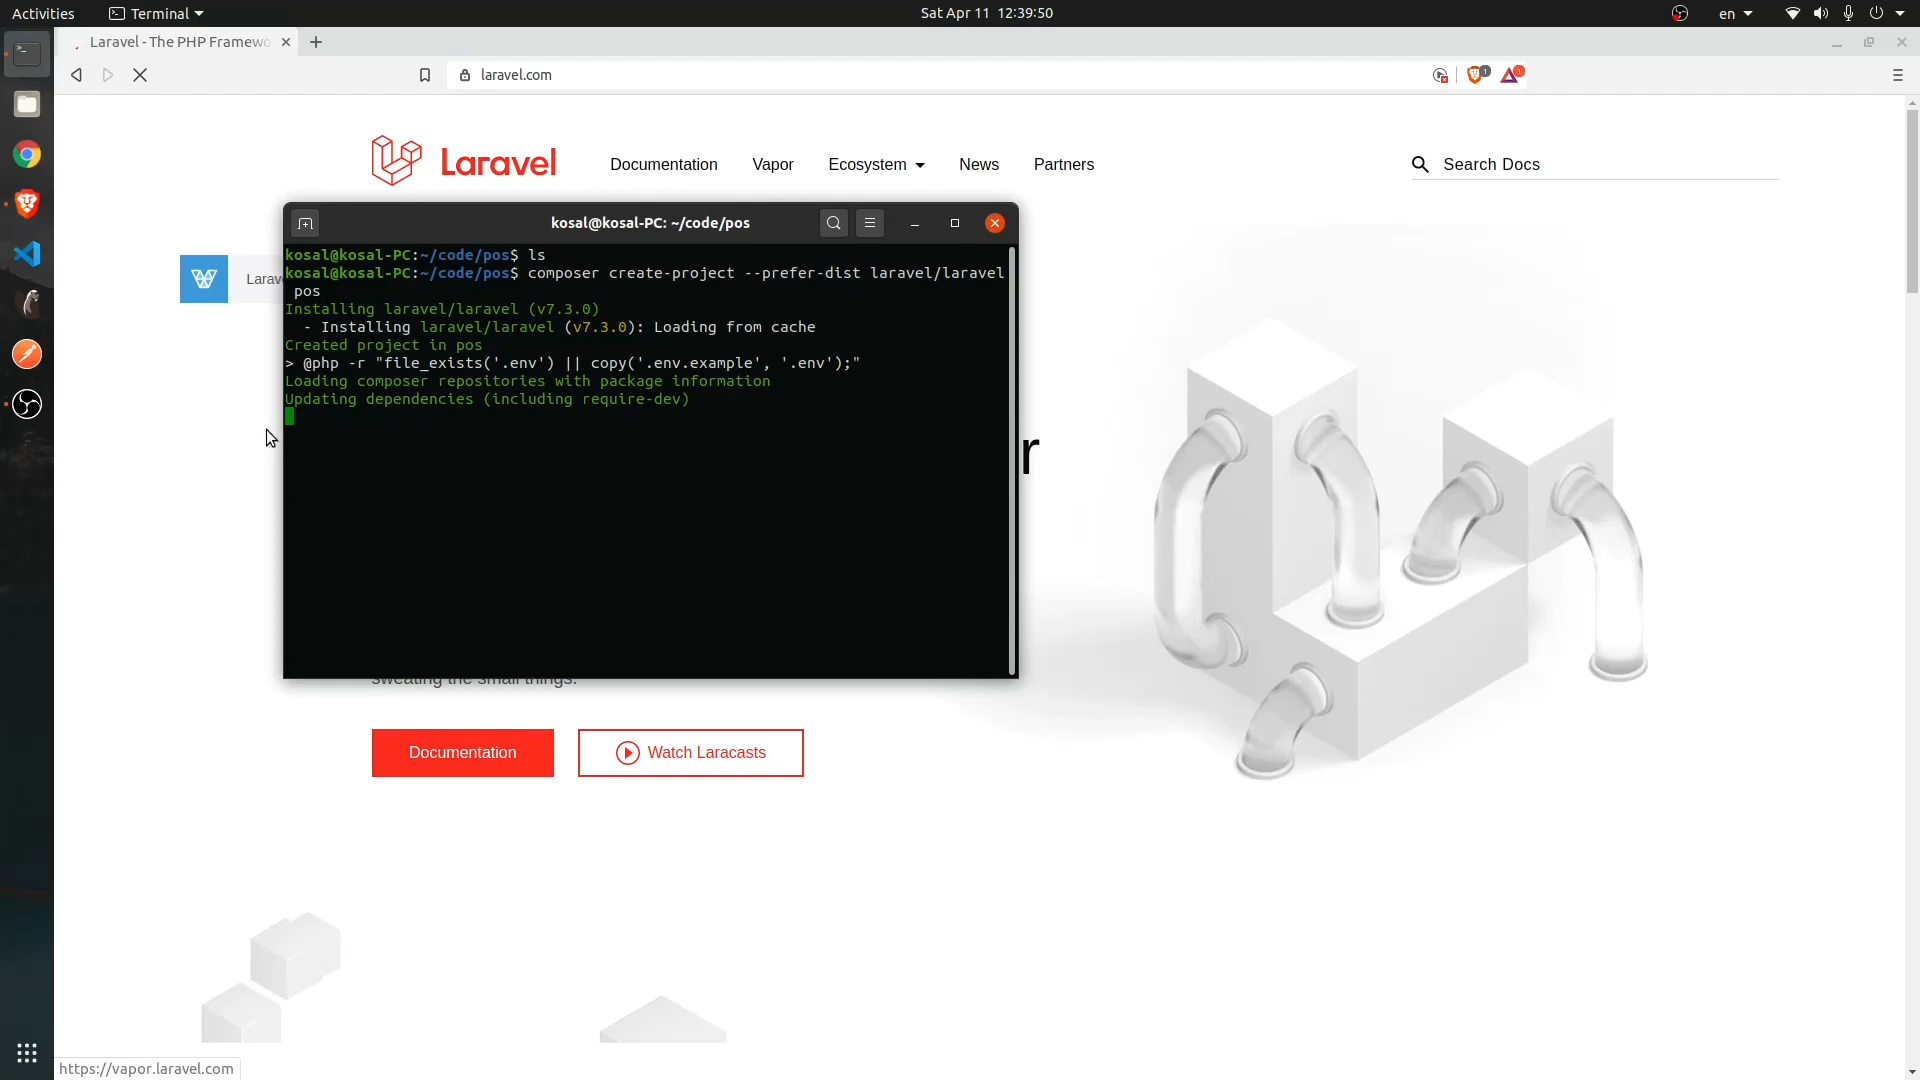 Activities
Terminal
Sat Apr 11 12:39:50
en
Laravel - The PHP Framewo
laravel.com
1
1
Laravel
Documentation
Vapor
Ecosystem
News
Partners
Search Docs
kosal@kosal-PC: ~/code/pos
kosal@kosal-PC:~/code/pos$ ls
kosal@kosal-PC:~/code/pos$ composer create-project --prefer-dist laravel/laravel
pos
Installing laravel/laravel (v7.3.0)
- Installing laravel/laravel (v7.3.0): Loading from cache
Created project in pos
> @php -r "file_exists('.env') || copy('.env.example', '.env');"
Loading composer repositories with package information
Updating dependencies (including require-dev)
Larav
r
sweating the small things.
Documentation
Watch Laracasts
https://vapor.laravel.com